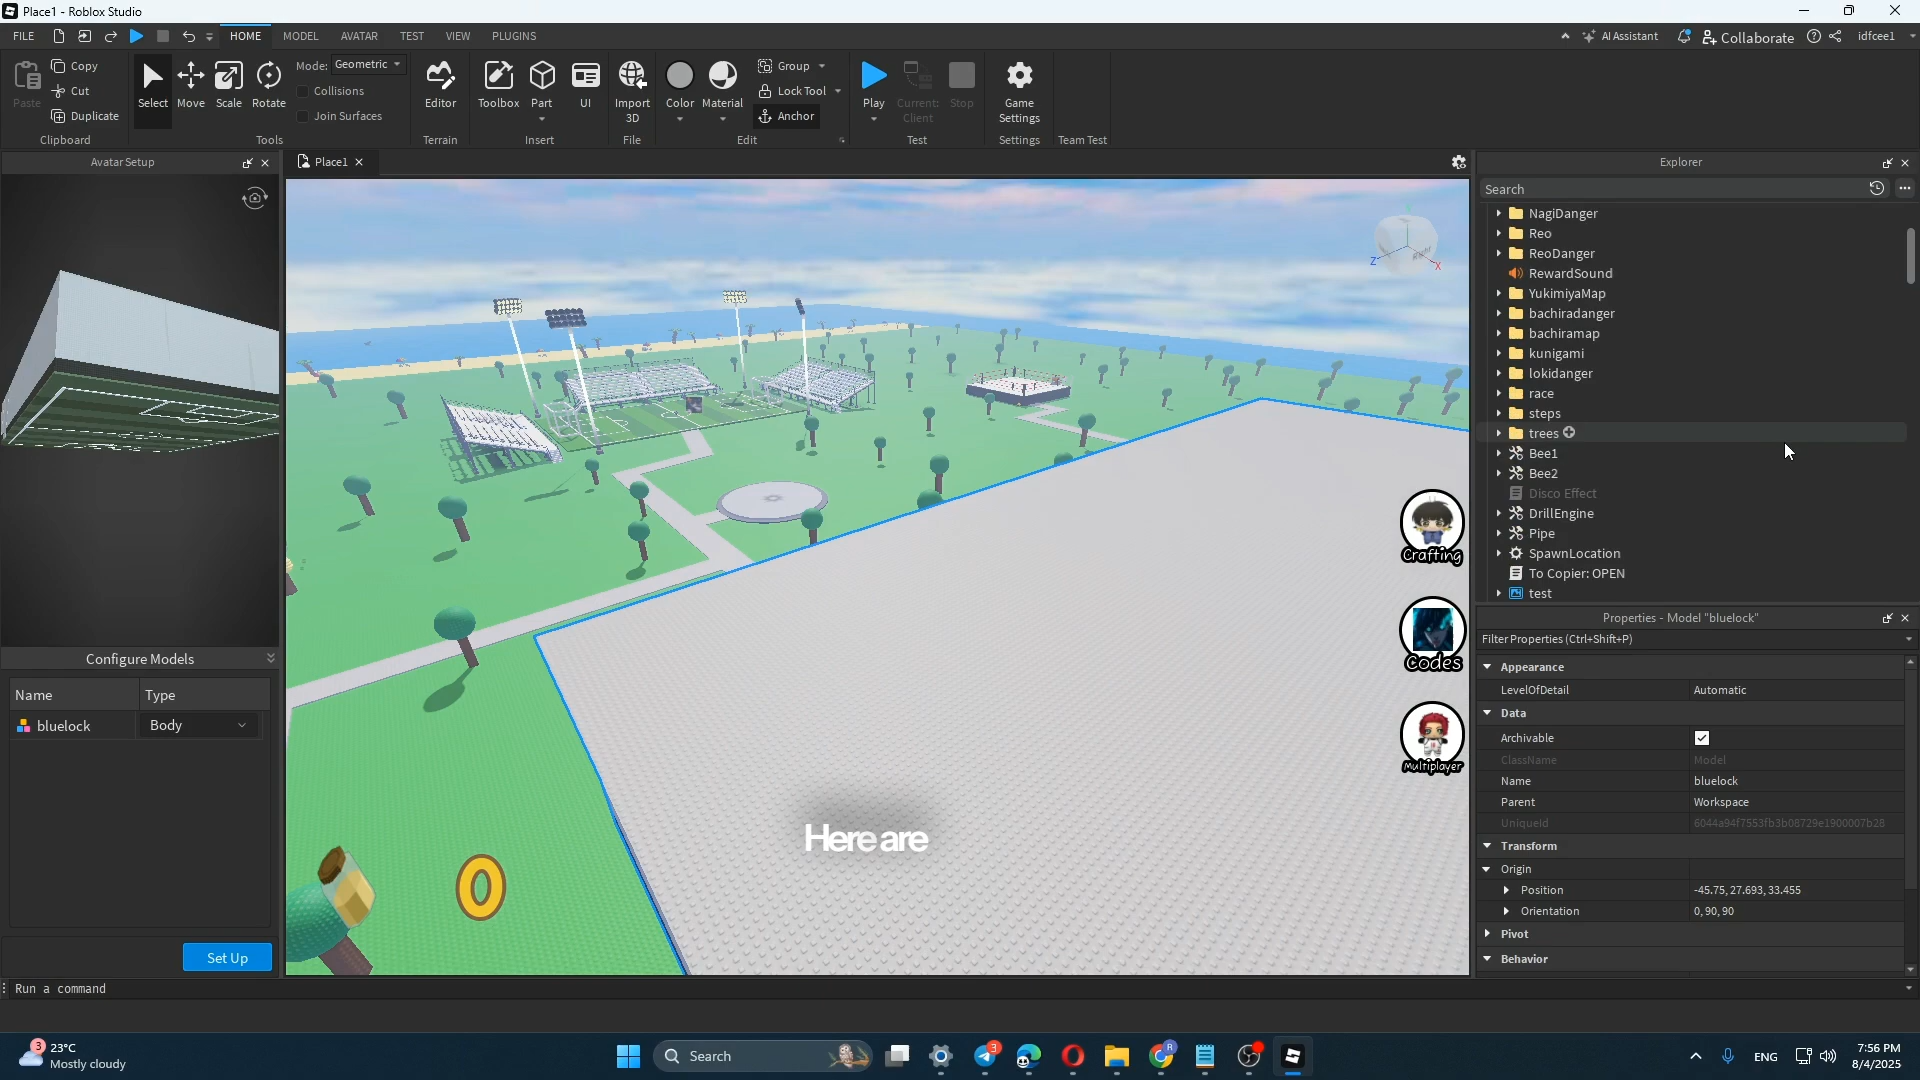 Place1 - Roblox Studio
FILE
HOME
MODEL
AVATAR
TEST
VIEW
PLUGINS
AI Assistant
Collaborate
idfcee1
Paste
Copy
Cut
Duplicate
Clipboard
Select
Move
Scale
Rotate
Mode: Geometric
Collisions
Join Surfaces
Tools
Editor
Terrain
Toolbox
Part
UI
Insert
Import
3D
File
Color
Material
Group
Lock Tool
Anchor
Edit
Play
Current:
Client
Stop
Test
Game
Settings
Settings
Team Test
Avatar Setup
Configure Models
Name Type
bluelock Body
Set Up
Place1
Z
X
Crafting
Codes
Multiplayer
Here are
Explorer
Search
NagiDanger
Reo
ReoDanger
RewardSound
YukimiyaMap
bachiradanger
bachiramap
kunigami
lokidanger
race
steps
trees
Bee1
Bee2
Disco Effect
DrillEngine
Pipe
SpawnLocation
To Copier: OPEN
test
Properties - Model "bluelock"
Filter Properties (Ctrl+Shift+P)
Appearance
LevelOfDetail Automatic
Data
Archivable
ClassName Model
Name bluelock
Parent Workspace
UniqueId 6044a94f7553fb3b08729e1900007b28
Transform
Origin
Position -45.75, 27.693, 33.455
Orientation 0, 90, 90
Pivot
Behavior
Run a command
3
23°C
Mostly cloudy
Search
3
R
ENG
7:56 PM
8/4/2025